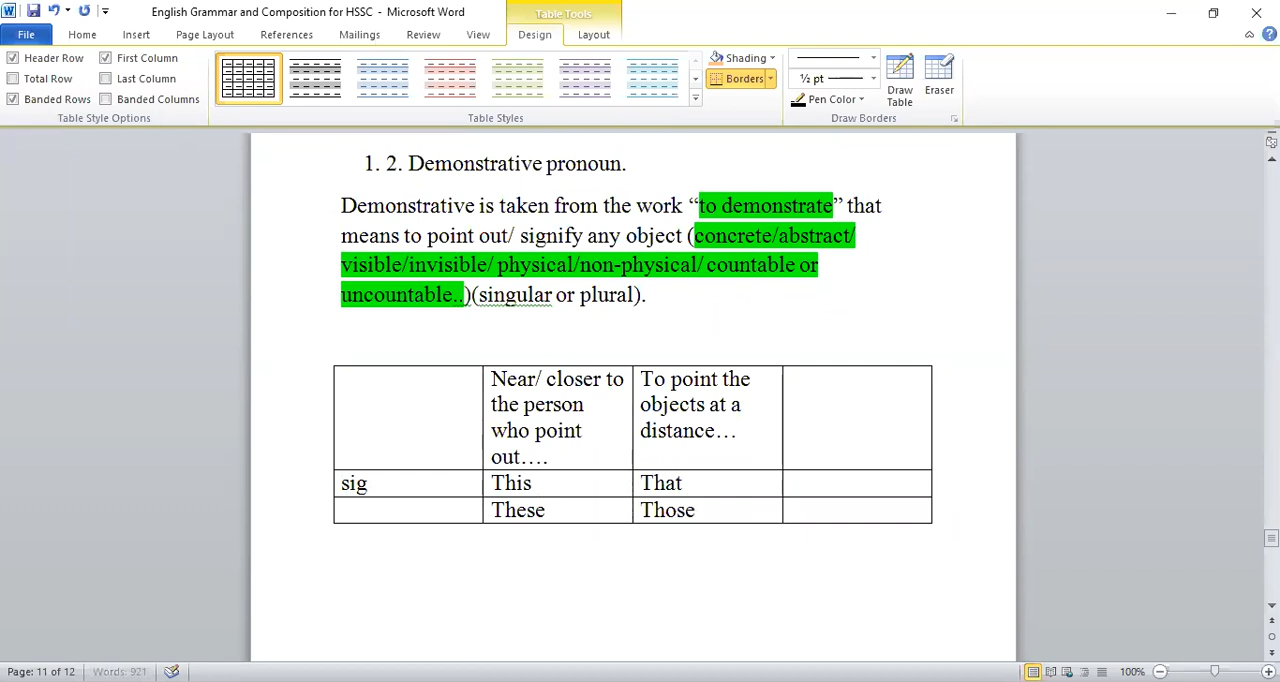 English Grammar and Composition for HSSC - Microsoft Word
Table Tools
File Home Insert Page Layout References Mailings Review View Design Layout
Header Row First Column
Total Row Last Column
Banded Rows Banded Columns
Table Style Options
Table Styles
Shading
Borders
½ pt
Pen Color
Draw Table
Eraser
Draw Borders
1. 2. Demonstrative pronoun.
Demonstrative is taken from the work “to demonstrate” that
means to point out/ signify any object (concrete/abstract/
visible/invisible/ physical/non-physical/ countable or
uncountable..)(singular or plural).
Near/ closer to
the person
who point
out….
To point the
objects at a
distance…
sig This That
These Those
Page: 11 of 12 Words: 921 100%